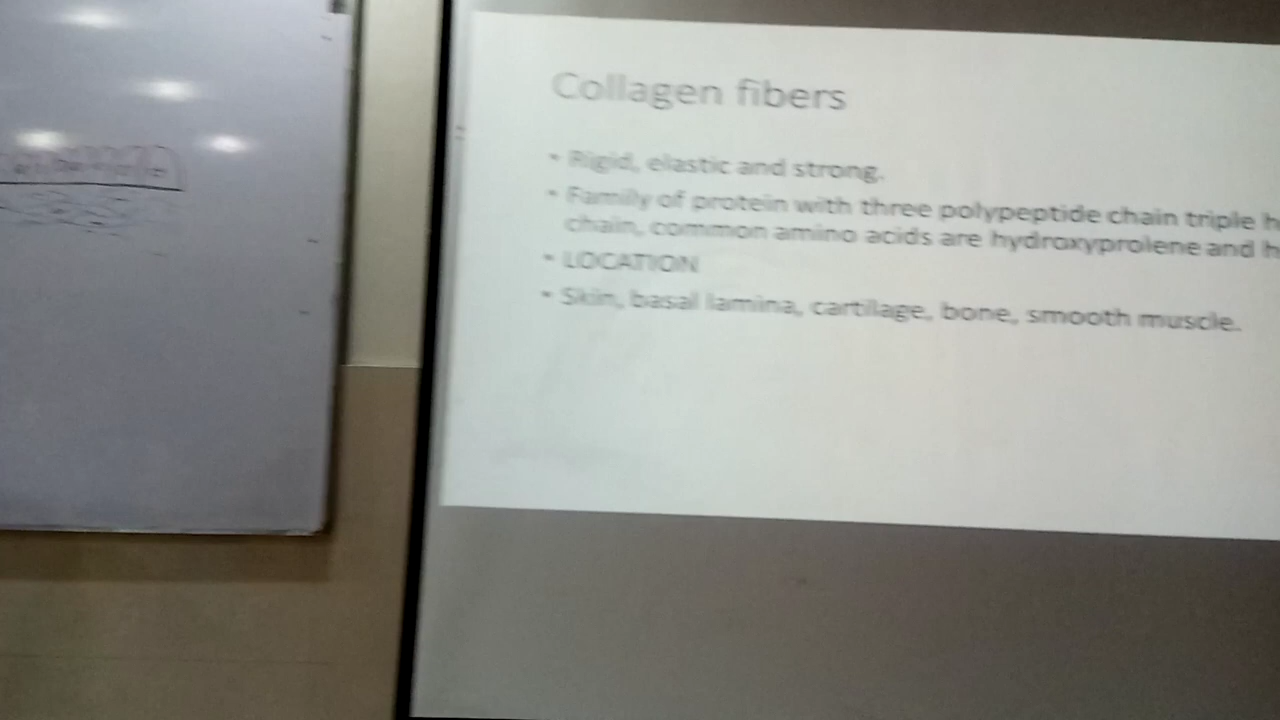 Collagen fibers
• Rigid, elastic and strong.
• Family of protein with three polypeptide chain triple h
chain, common amino acids are hydroxyprolene and h
• LOCATION
• Skin, basal lamina, cartilage, bone, smooth muscle.